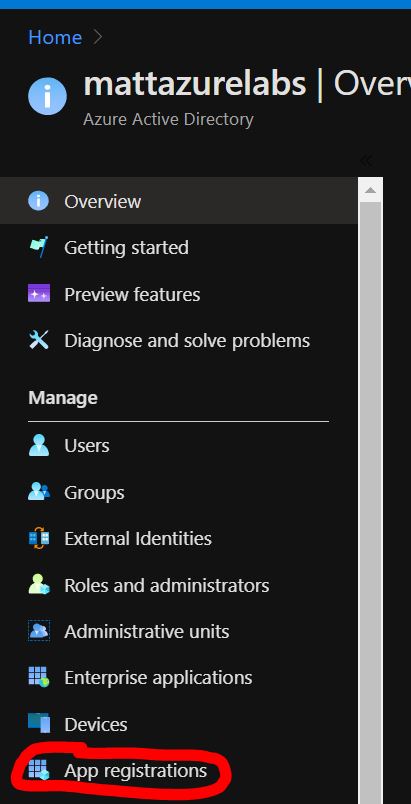 Home
mattazurelabs | Over
Azure Active Directory
Overview
Getting started
Preview features
Diagnose and solve problems
Manage
Users
Groups
External Identities
Roles and administrators
Administrative units
Enterprise applications
Devices
App registrations